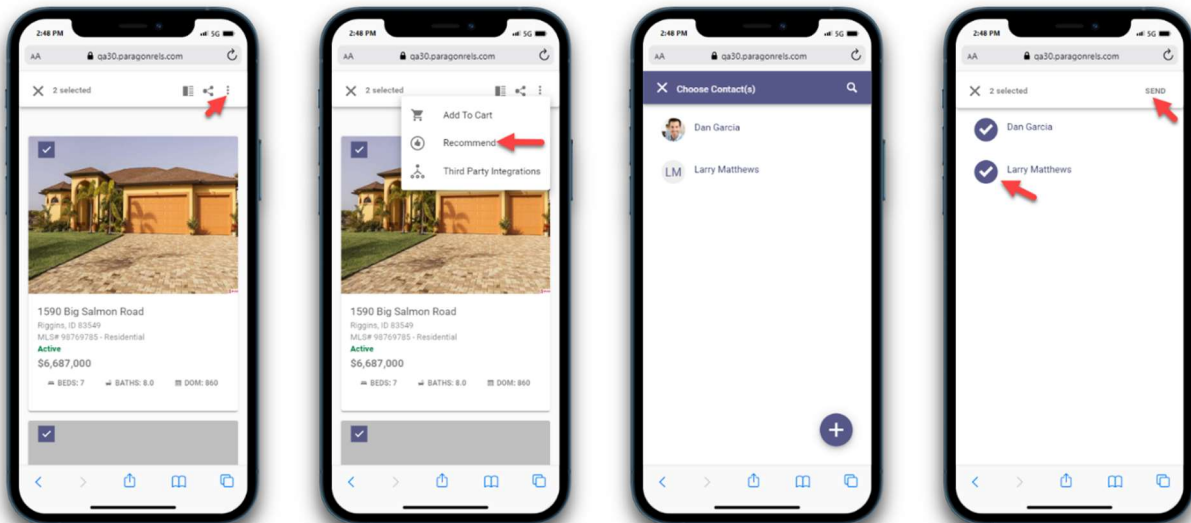 2:48 PM
5G
AA
qa30.paragonrels.com
2 selected
1590 Big Salmon Road
Riggins, ID 83549
MLS# 98769785 - Residential
Active
$6,687,000
BEDS: 7
BATHS: 8.0
DOM: 860
2:48 PM
5G
AA
qa30.paragonrels.com
2 selected
Add To Cart
Recommend
Third Party Integrations
1590 Big Salmon Road
Riggins, ID 83549
MLS# 98769785 - Residential
Active
$6,687,000
BEDS: 7
BATHS: 8.0
DOM: 860
2:48 PM
5G
AA
qa30.paragonrels.com
Choose Contact(s)
Dan Garcia
LM
Larry Matthews
2:48 PM
5G
AA
qa30.paragonrels.com
2 selected
SEND
Dan Garcia
Larry Matthews